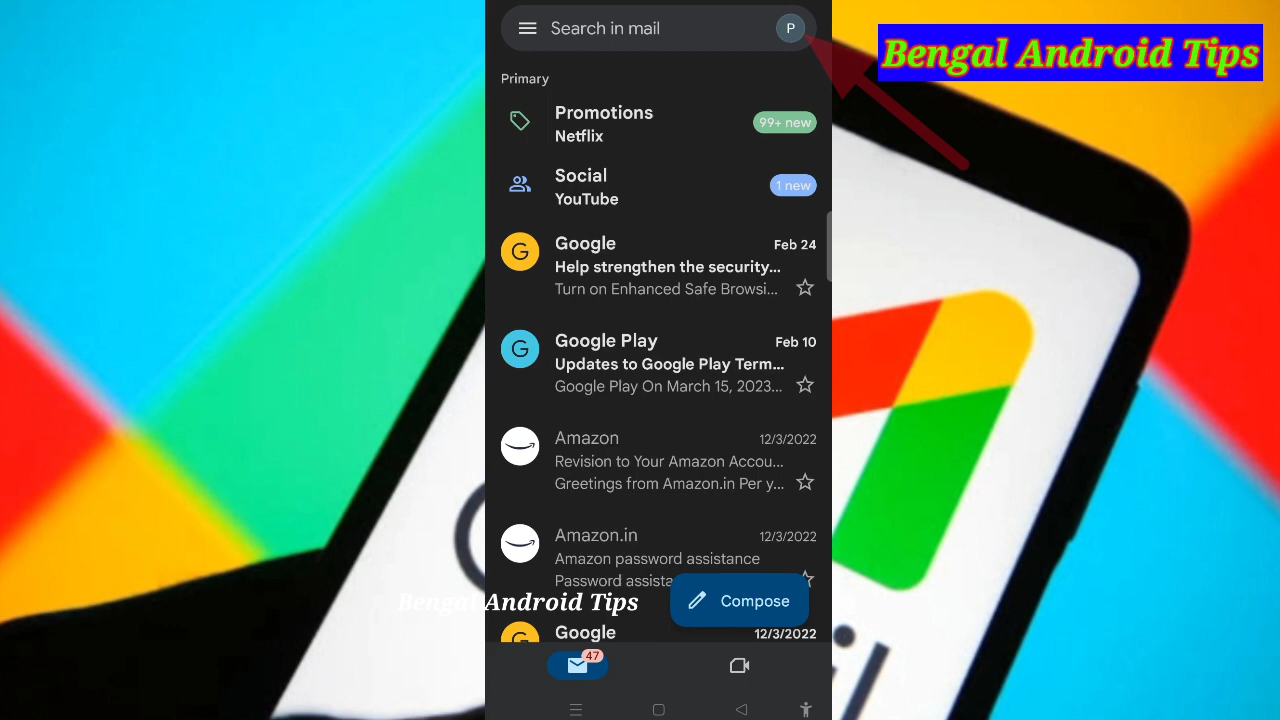 Search in mail
P
Bengal Android Tips
Primary
Promotions
99+ new
Netflix
Social
1 new
YouTube
G
Google
Feb 24
Help strengthen the security...
Turn on Enhanced Safe Browsi...
G
Google Play
Feb 10
Updates to Google Play Term...
Google Play On March 15, 2023...
Amazon
12/3/2022
Revision to Your Amazon Accou...
Greetings from Amazon.in Per y...
Amazon.in
12/3/2022
Amazon password assistance
Password assista
Bengal Android Tips
Compose
G
Google
12/3/2022
47
il